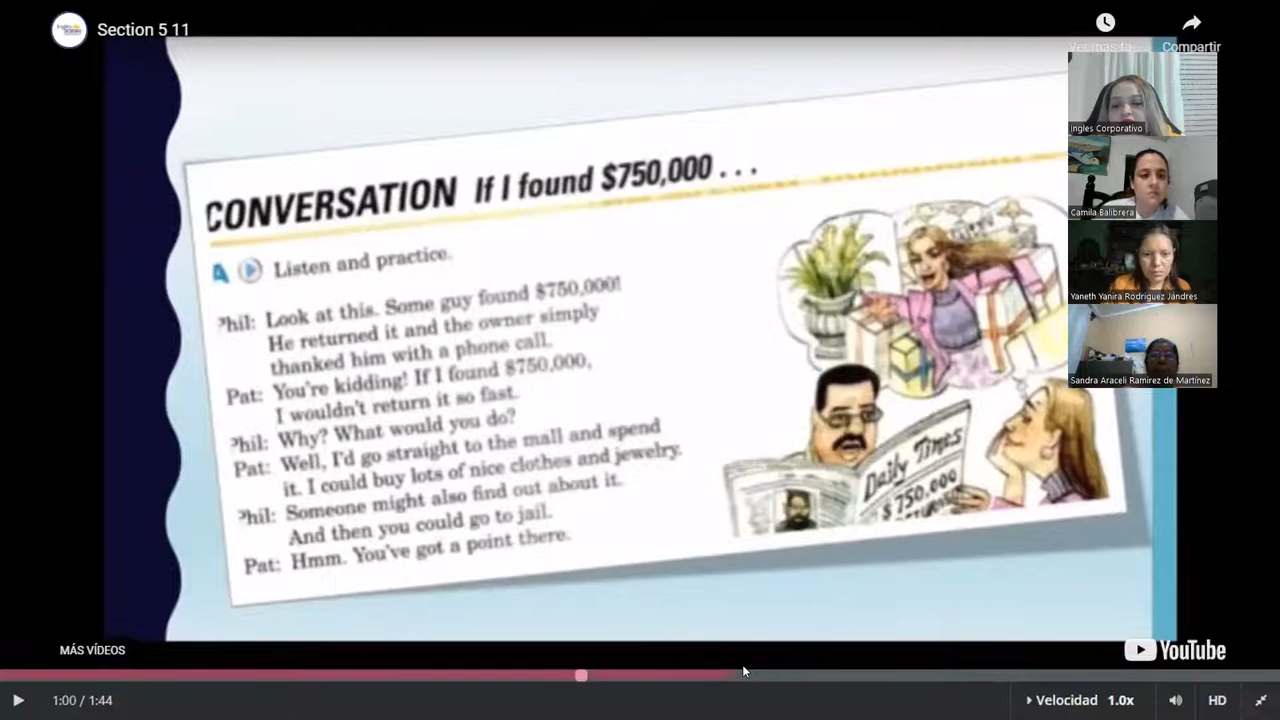 Section 5 11
Ver más ta
Compartir
Ingles Corporativo
Camila Balibrera
Yaneth Yanira Rodriguez Jandres
Sandra Araceli Ramirez de Martínez
CONVERSATION If I found $750,000 . . .
A Listen and practice.
Phil: Look at this. Some guy found $750,000!
He returned it and the owner simply
thanked him with a phone call.
Pat: You're kidding! If I found $750,000,
I wouldn't return it so fast.
Phil: Why? What would you do?
Pat: Well, I'd go straight to the mall and spend
it. I could buy lots of nice clothes and jewelry.
Phil: Someone might also find out about it.
And then you could go to jail.
Pat: Hmm. You've got a point there.
Daily Times
$750,000
MÁS VÍDEOS
YouTube
1:00 / 1:44
Velocidad 1.0x
HD